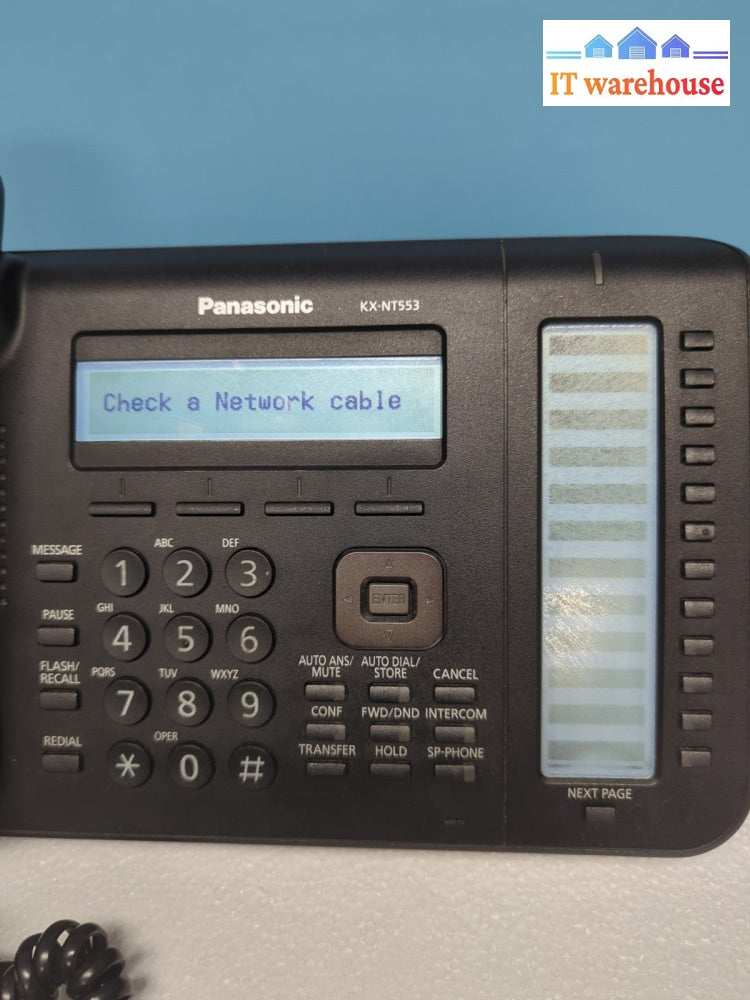 IT warehouse
Panasonic KX-NT553
Check a Network cable
MESSAGE
PAUSE
FLASH/
RECALL
REDIAL
1
ABC 2
DEF 3
GHI 4
JKL 5
MNO 6
PQRS 7
TUV 8
WXYZ 9
*
OPER 0
#
ENTER
AUTO ANS/
MUTE
AUTO DIAL/
STORE
CANCEL
CONF
FWD/DND
INTERCOM
TRANSFER
HOLD
SP-PHONE
NEXT PAGE